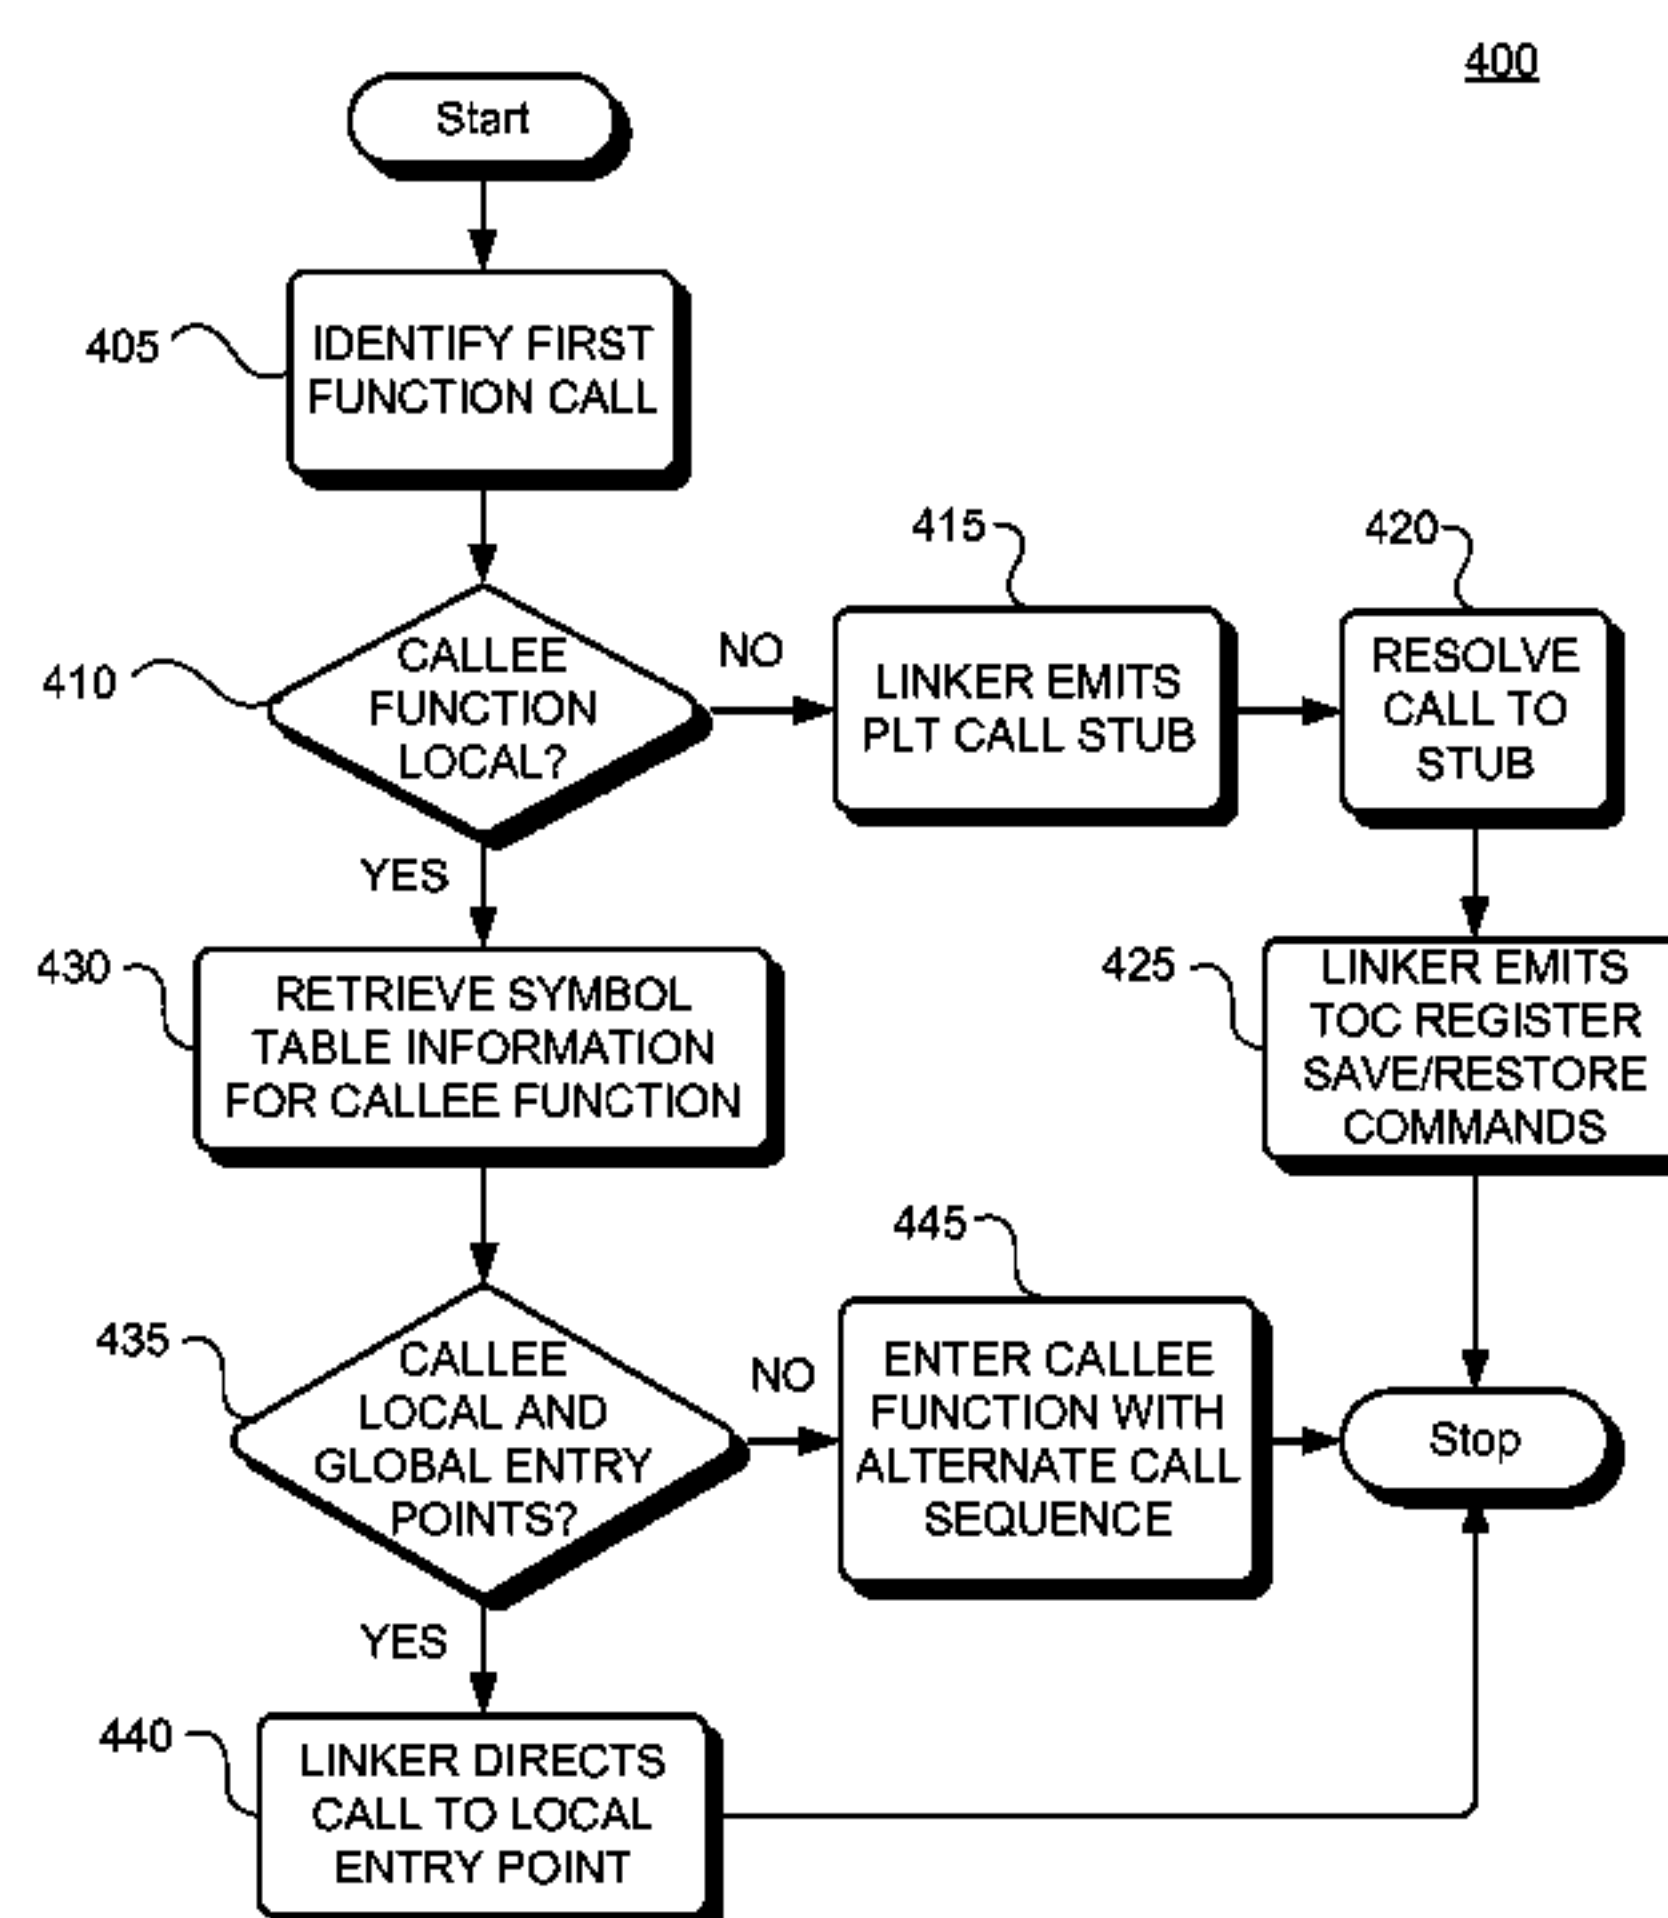 400
Start
405
IDENTIFY FIRST
FUNCTION CALL
410
CALLEE
FUNCTION
LOCAL?
NO
415
LINKER EMITS
PLT CALL STUB
420
RESOLVE
CALL TO
STUB
YES
425
LINKER EMITS
TOC REGISTER
SAVE/RESTORE
COMMANDS
430
RETRIEVE SYMBOL
TABLE INFORMATION
FOR CALLEE FUNCTION
435
CALLEE
LOCAL AND
GLOBAL ENTRY
POINTS?
NO
445
ENTER CALLEE
FUNCTION WITH
ALTERNATE CALL
SEQUENCE
Stop
YES
440
LINKER DIRECTS
CALL TO LOCAL
ENTRY POINT